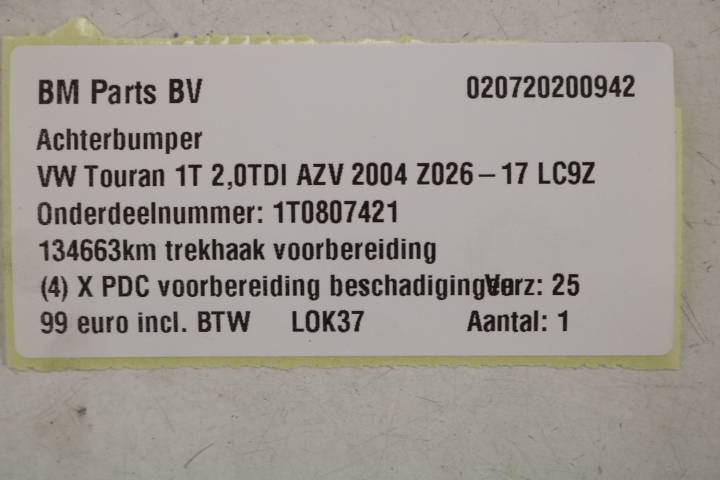 BM Parts BV 020720200942
Achterbumper
VW Touran 1T 2,0TDI AZV 2004 Z026-17 LC9Z
Onderdeelnummer: 1T0807421
134663km trekhaak voorbereiding
(4) X PDC voorbereiding beschadiging Verz: 25
99 euro incl. BTW LOK37 Aantal: 1